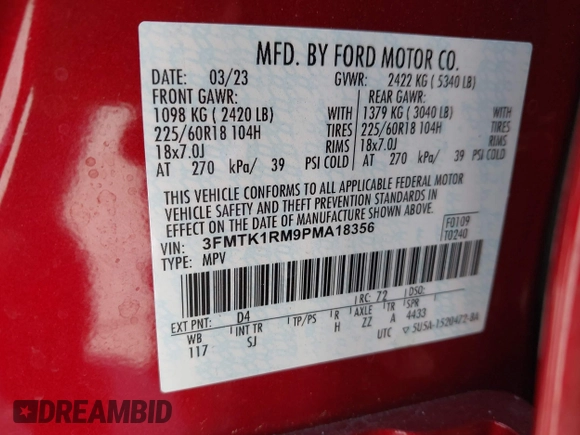 MFD. BY FORD MOTOR CO.
DATE: 03/23 GVWR: 2422 KG ( 5340 LB)
FRONT GAWR: REAR GAWR:
1098 KG ( 2420 LB) WITH 1379 KG ( 3040 LB) WITH
225/60R18 104H TIRES 225/60R18 104H TIRES
18x7.0J RIMS 18x7.0J RIMS
AT 270 kPa/ 39 PSI COLD AT 270 kPa/ 39 PSI COLD
THIS VEHICLE CONFORMS TO ALL APPLICABLE FEDERAL MOTOR
VEHICLE SAFETY AND THEFT PREVENTION STANDARDS IN
EFFECT ON THE DATE OF MANUFACTURE SHOWN ABOVE.
VIN: 3FMTK1RM9PMA18356 F0109
TYPE: MPV T0240
EXT PNT: D4 RC: 72 DSO:
WB INT TR TP/PS R AXLE TR SPR
117 SJ H ZZ A 4433
UTC ▽ 5U5A-1520472-BA
DREAMBID